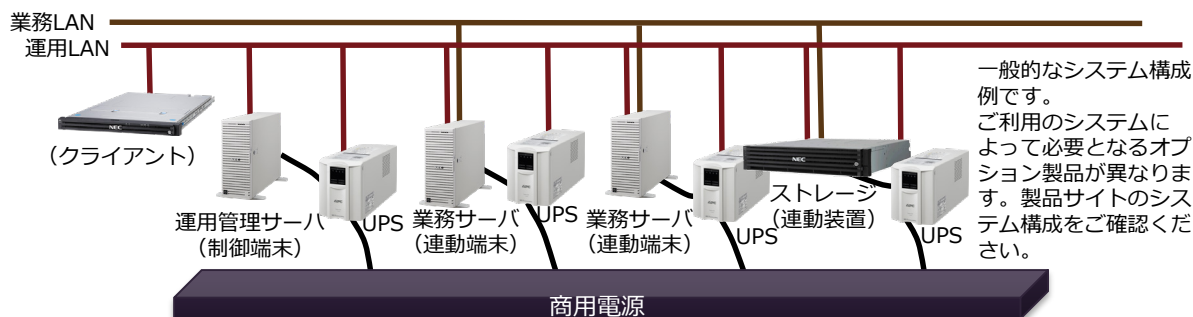 業務LAN
運用LAN
一般的なシステム構成
例です。
ご利用のシステムに
よって必要となるオプ
ション製品が異なりま
す。製品サイトのシス
テム構成をご確認くだ
さい。
NEC
(クライアント)
運用管理サーバ
(制御端末)
UPS
業務サーバ
(連動端末)
UPS
業務サーバ
(連動端末)
UPS
NEC
ストレージ
(連動装置)
UPS
商用電源